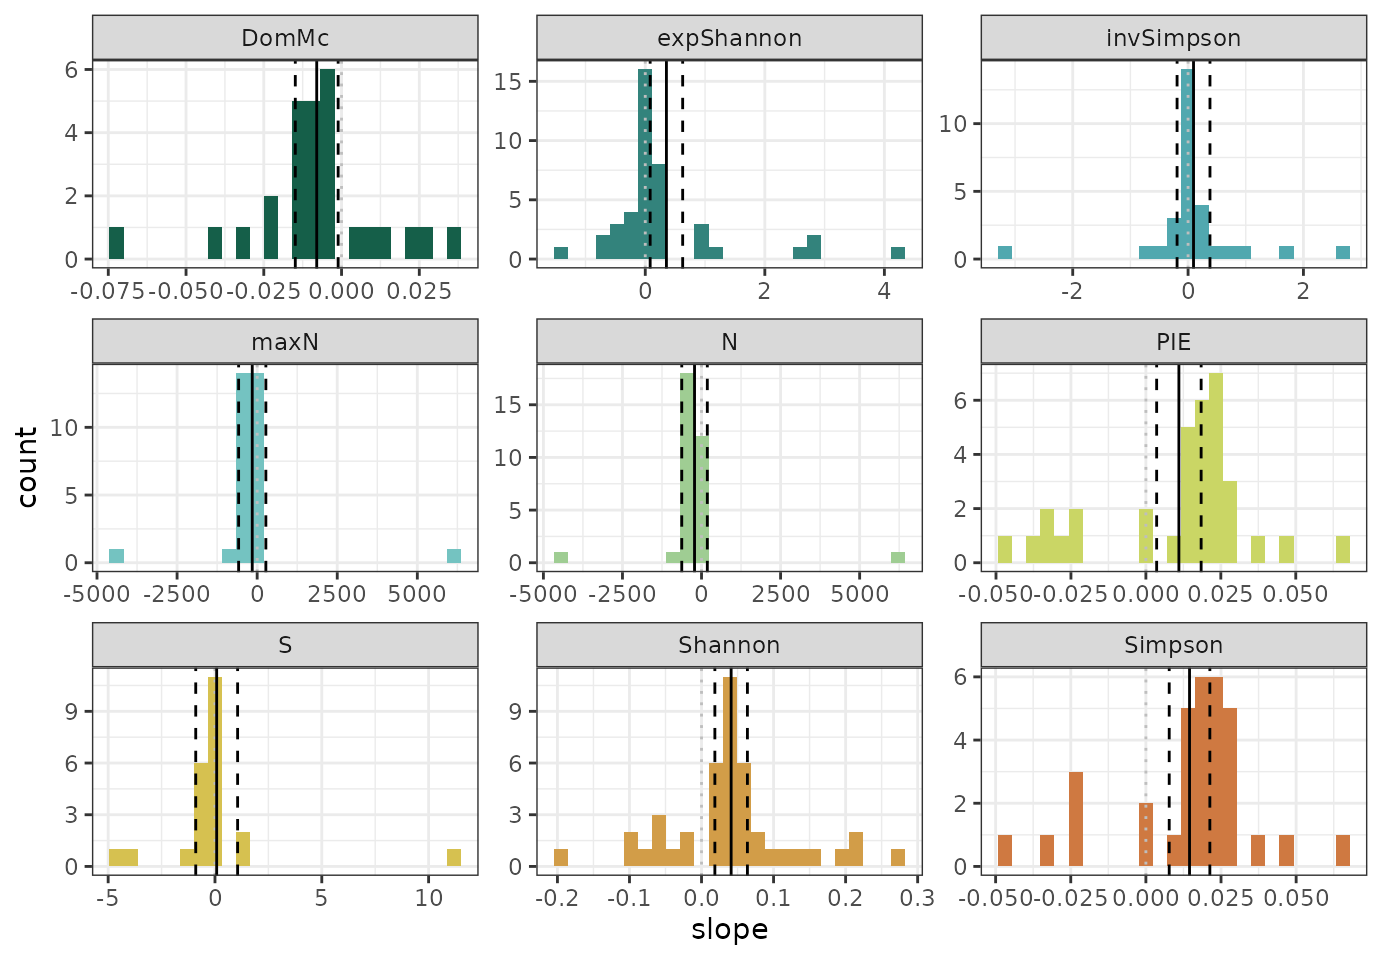 DomMc expShannon invSimpson
6 4 2 0
15 10 5 0
10 5 0
-0.075 -0.050 -0.025 0.000 0.025
0 2 4
-2 0 2
maxN N PIE
10 5 0
15 10 5 0
6 4 2 0
-5000 -2500 0 2500 5000
-5000 -2500 0 2500 5000
-0.050 -0.025 0.000 0.025 0.050
S Shannon Simpson
9 6 3 0
9 6 3 0
6 4 2 0
-5 0 5 10
-0.2 -0.1 0.0 0.1 0.2 0.3
-0.050 -0.025 0.000 0.025 0.050
count
slope